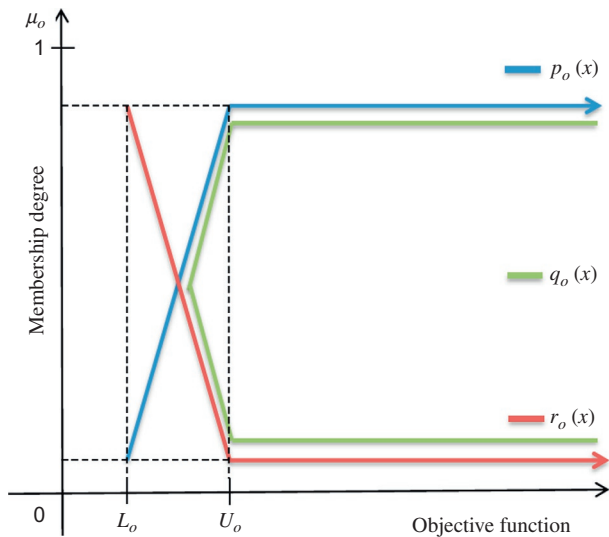 μₒ
1
pₒ (x)
Membership degree
qₒ (x)
rₒ (x)
0
Lₒ
Uₒ
Objective function